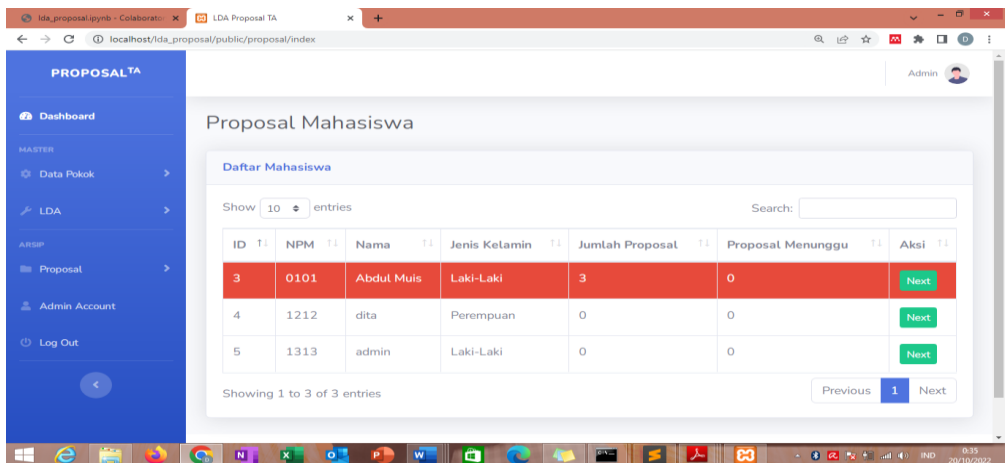 lda_proposal.ipynb - Colaborator
LDA Proposal TA
localhost/lda_proposal/public/proposal/index
PROPOSALTA
Admin
Dashboard
Proposal Mahasiswa
MASTER
Data Pokok
Daftar Mahasiswa
LDA
Show 10 entries
Search:
ARSIP
ID NPM Nama Jenis Kelamin Jumlah Proposal Proposal Menunggu Aksi
Proposal
3 0101 Abdul Muis Laki-Laki 3 0 Next
Admin Account
4 1212 dita Perempuan 0 0 Next
Log Out
5 1313 admin Laki-Laki 0 0 Next
Showing 1 to 3 of 3 entries
Previous 1 Next
IND
0:35
20/10/2022